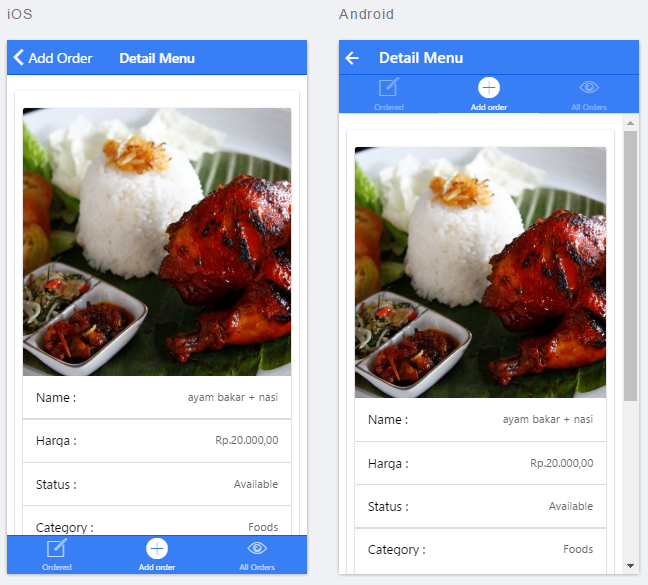 iOS
Android
Add Order
Detail Menu
Detail Menu
Ordered
Add order
All Orders
Name :
ayam bakar + nasi
Harga :
Rp.20.000,00
Status :
Available
Category :
Foods
Ordered
Add order
All Orders
Name :
ayam bakar + nasi
Harga :
Rp.20.000,00
Status :
Available
Category :
Foods